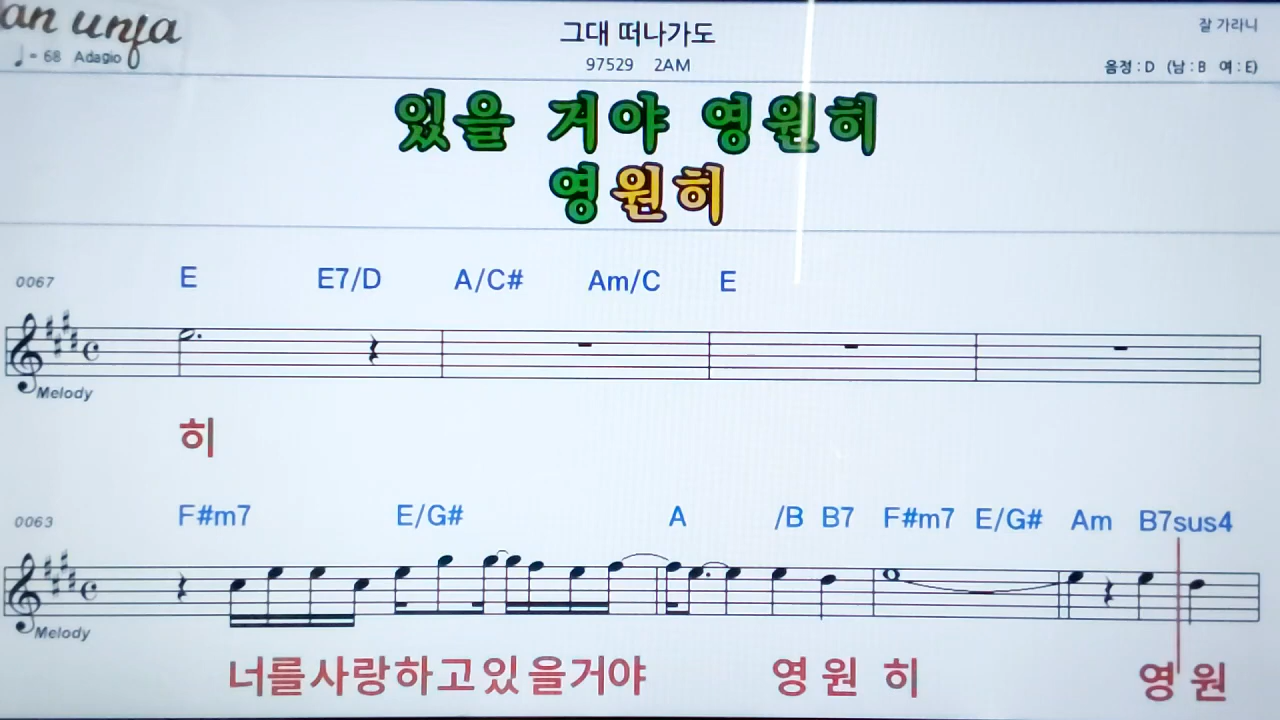 an unja
♩= 68 Adagio
그대 떠나가도
97529 2AM
잘 가라니
음정 : D (남 : B 여 : E)
있을 거야 영원히
영원히
0067
E E7/D A/C# Am/C E
Melody
히
0063
F#m7 E/G# A /B B7 F#m7 E/G# Am B7sus4
Melody
너를사랑하고있을거야 영원 히 영원